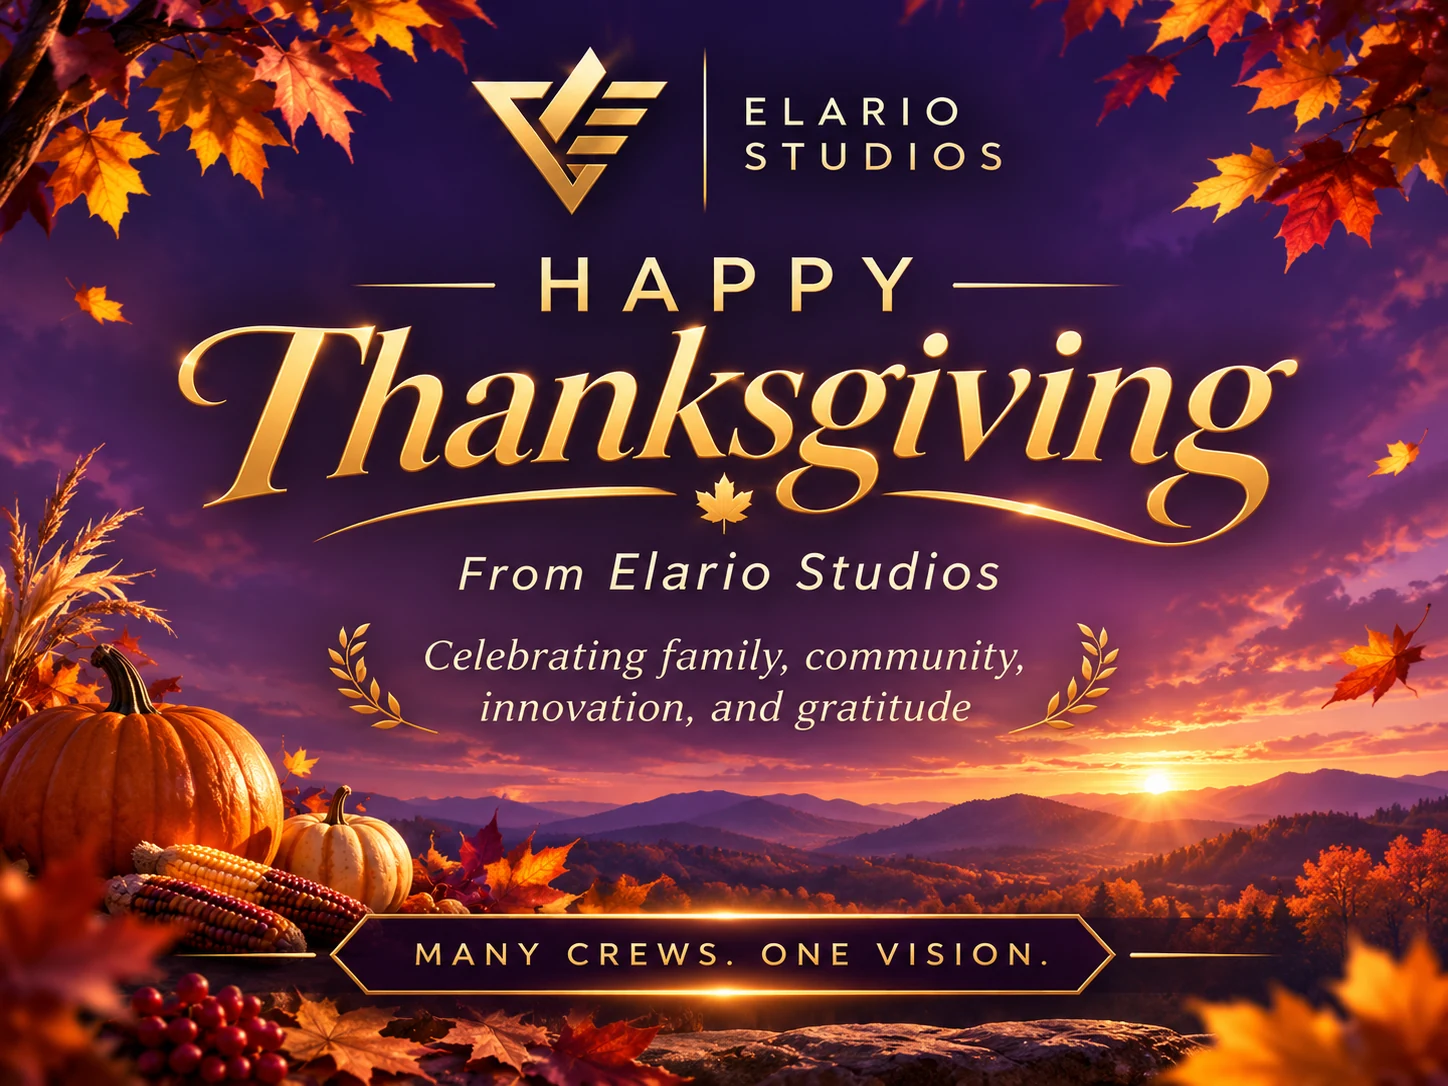 ELARIO
STUDIOS
HAPPY
Thanksgiving
From Elario Studios
Celebrating family, community,
innovation, and gratitude
MANY CREWS. ONE VISION.